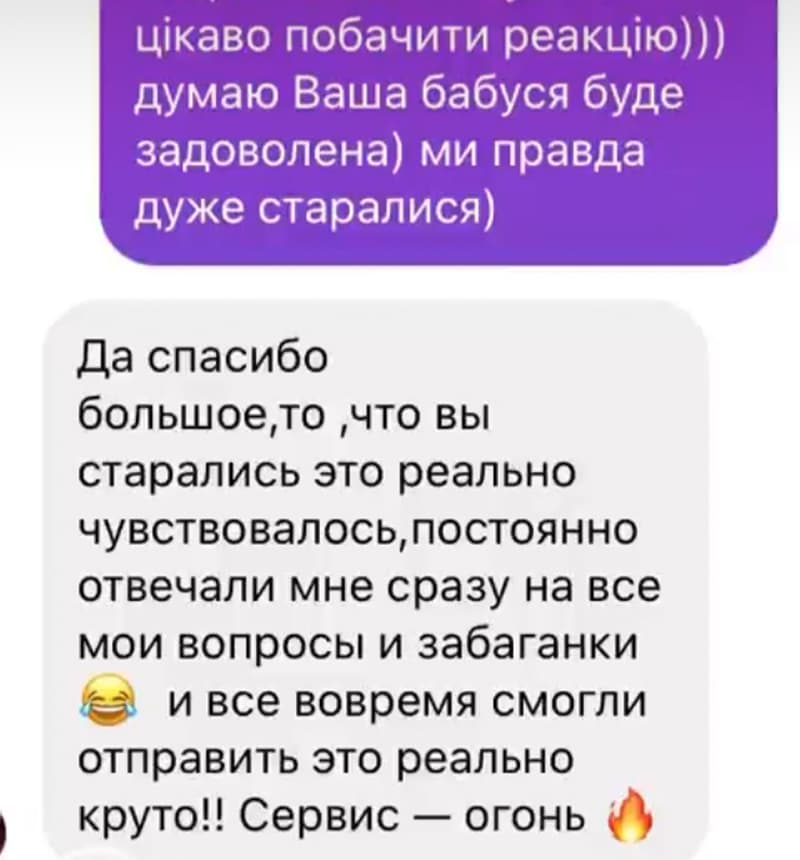 цікаво побачити реакцію)))
думаю Ваша бабуся буде
задоволена) ми правда
дуже старалися)
Да спасибо
большое,то ,что вы
старались это реально
чувствовалось,постоянно
отвечали мне сразу на все
мои вопросы и забаганки
😂 и все вовремя смогли
отправить это реально
круто!! Сервис — огонь 🔥